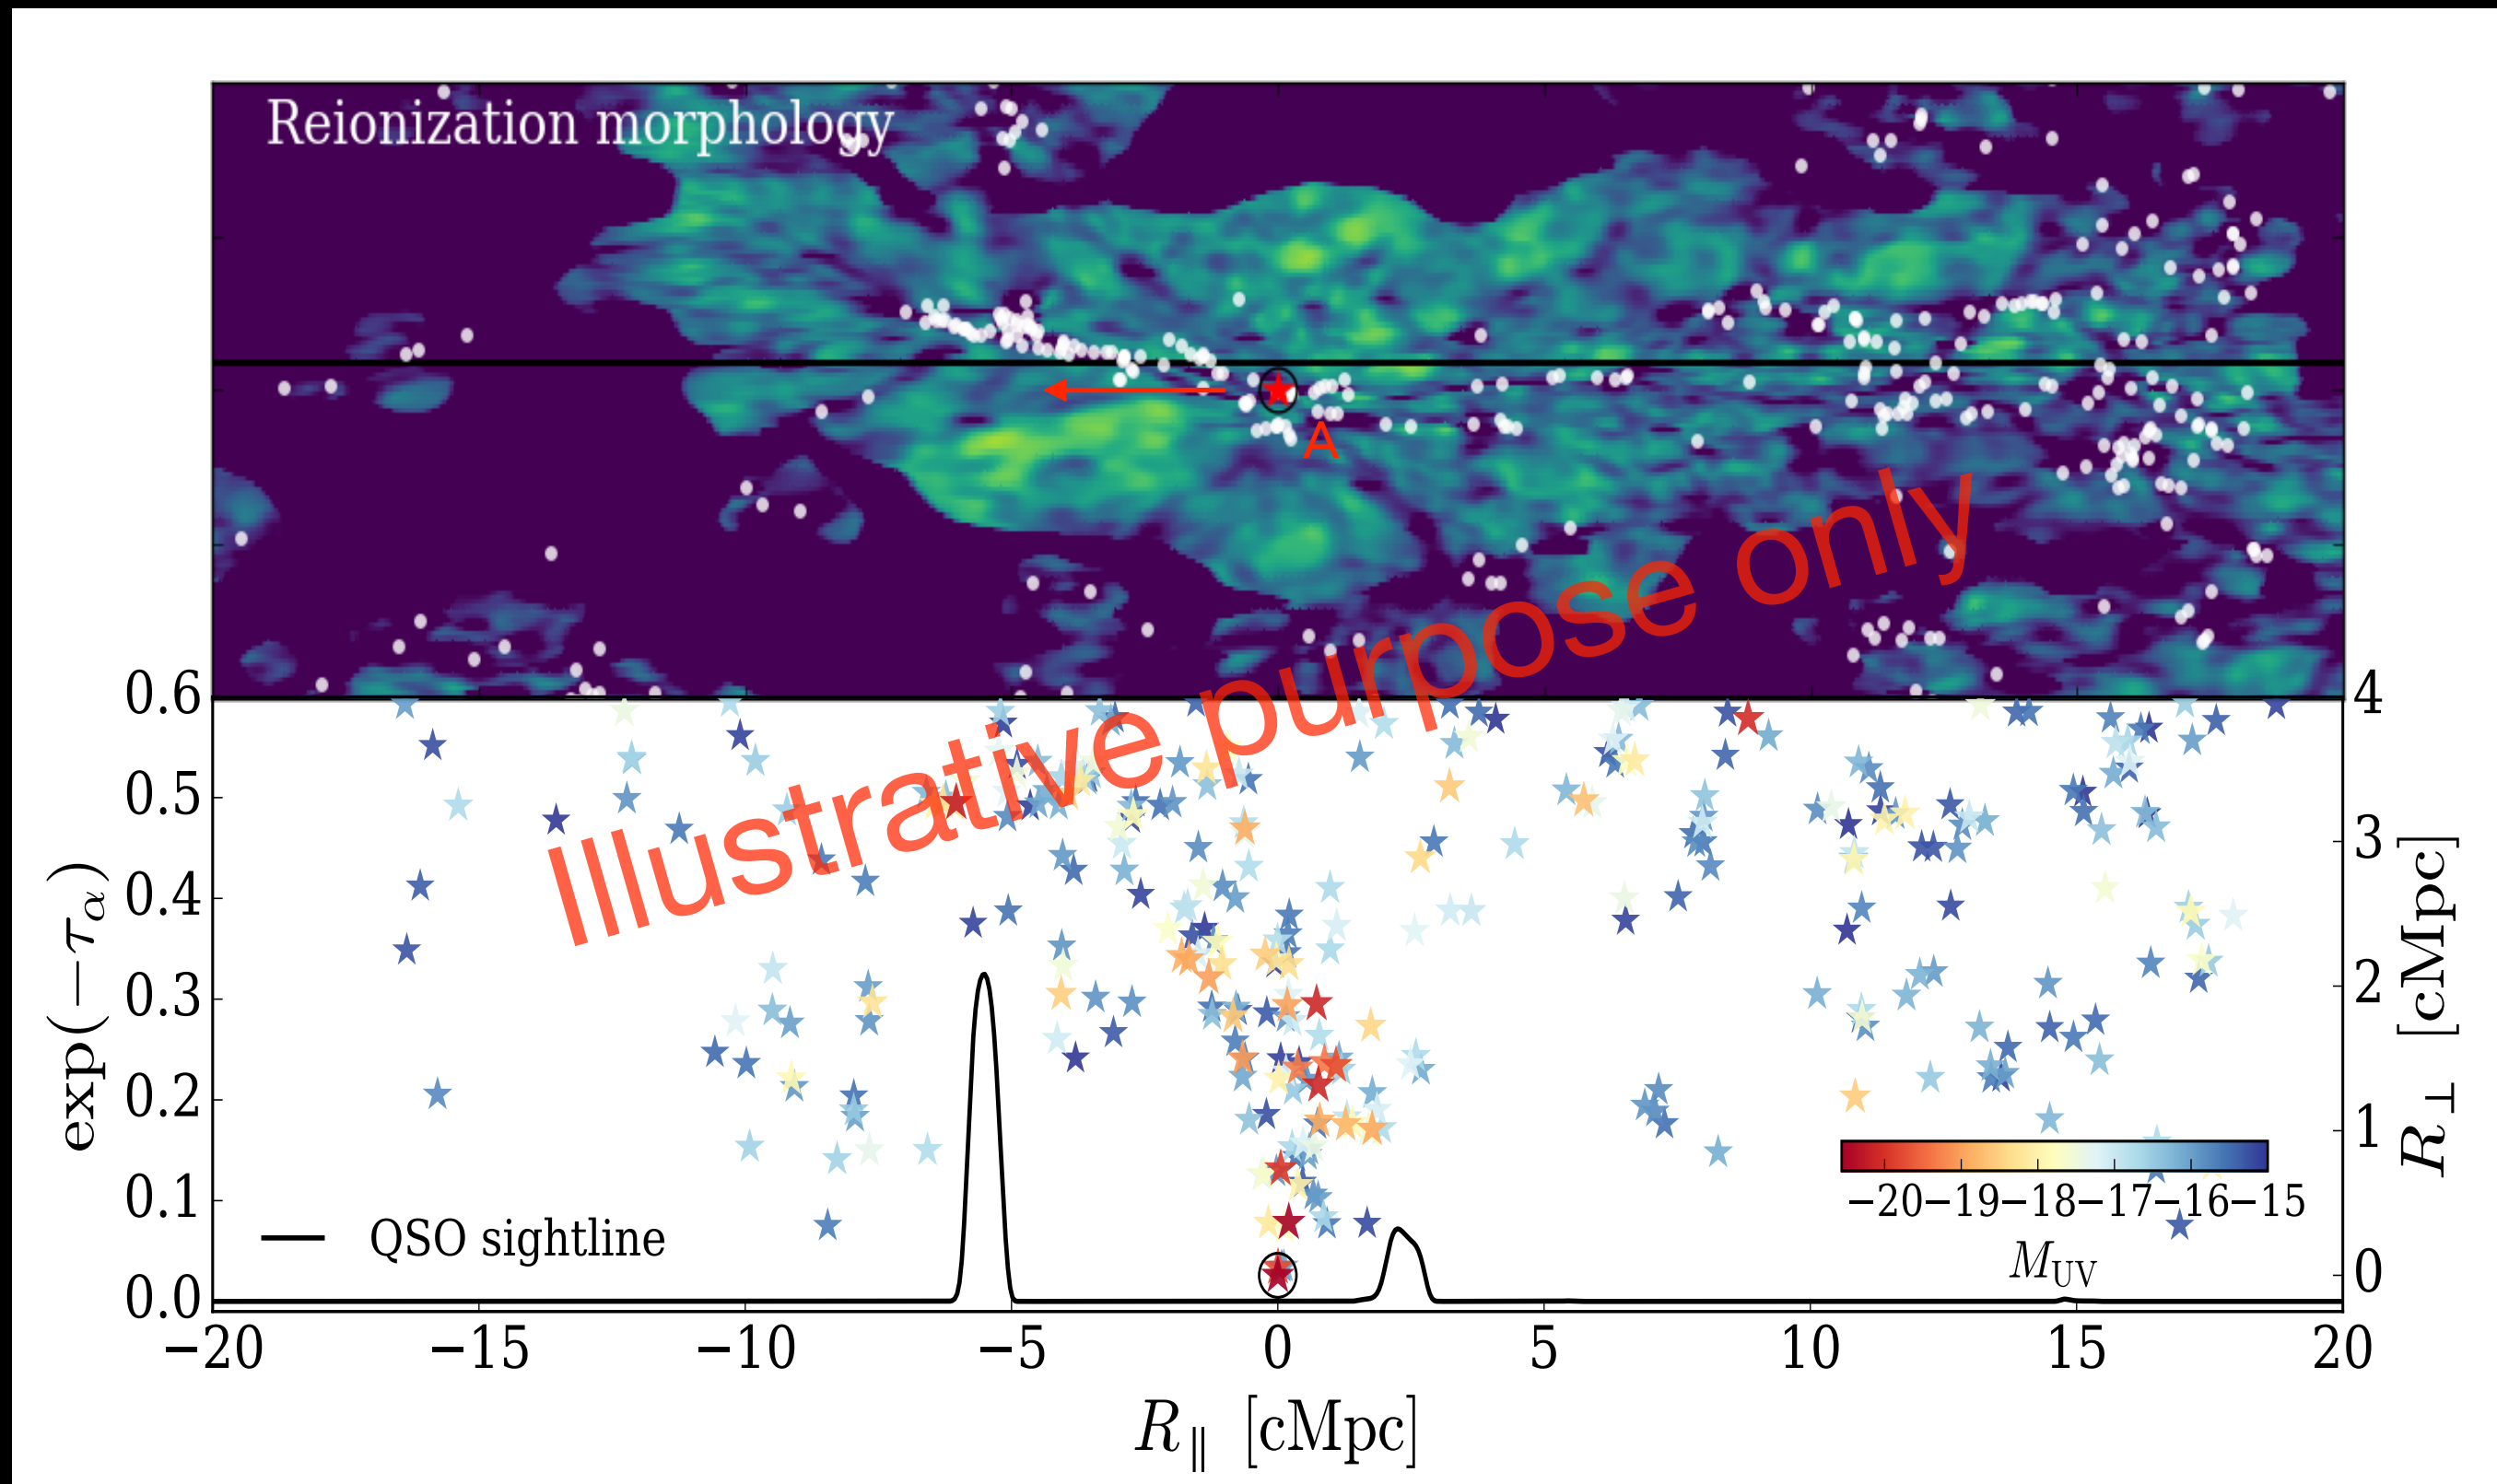 Reionization morphology
A
Illustrative purpose only
0.6
0.5
0.4
0.3
0.2
0.1
0.0
exp(−τα)
4
3
2
1
0
R⊥ [cMpc]
QSO sightline
−20 −19 −18 −17 −16 −15
MUV
−20 −15 −10 −5 0 5 10 15 20
R∥ [cMpc]